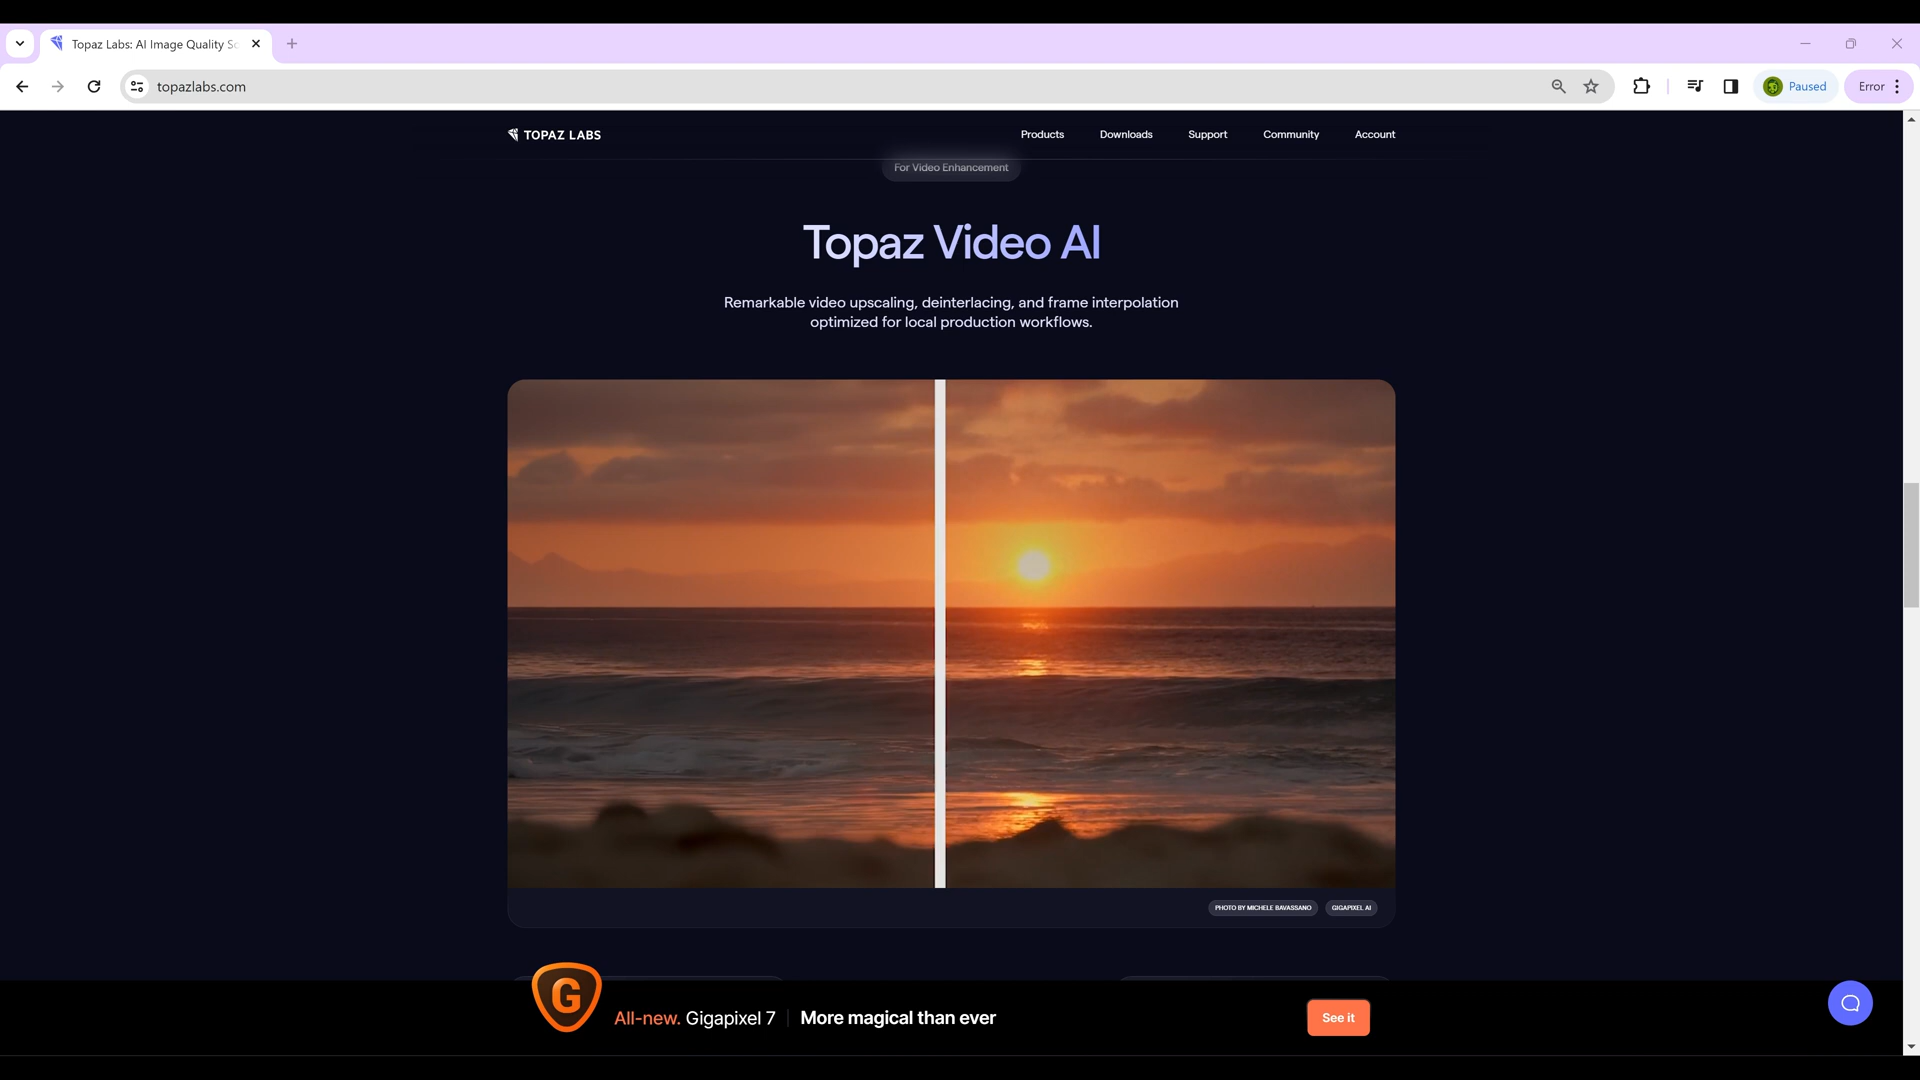 Topaz Labs: AI Image Quality So
topazlabs.com
Paused
Error
TOPAZ LABS
Products
Downloads
Support
Community
Account
For Video Enhancement
Topaz Video AI
Remarkable video upscaling, deinterlacing, and frame interpolation
optimized for local production workflows.
PHOTO BY MICHELE BAVASSANO
GIGAPIXEL AI
G
All-new. Gigapixel 7 | More magical than ever
See it